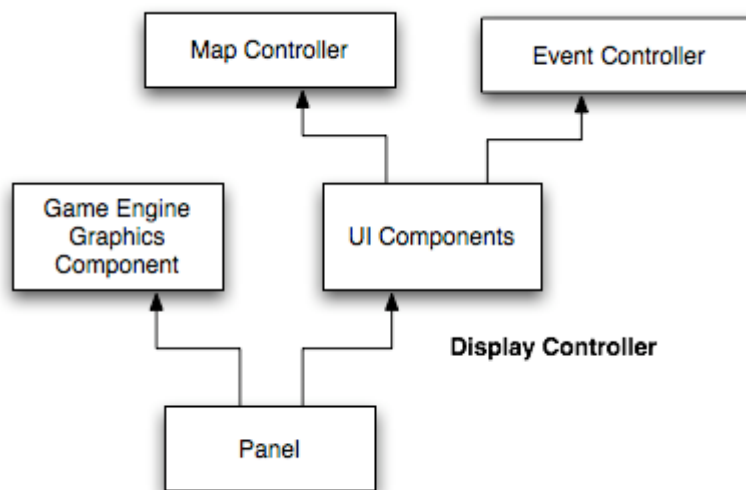 Map Controller
Event Controller
Game Engine
Graphics
Component
UI Components
Display Controller
Panel